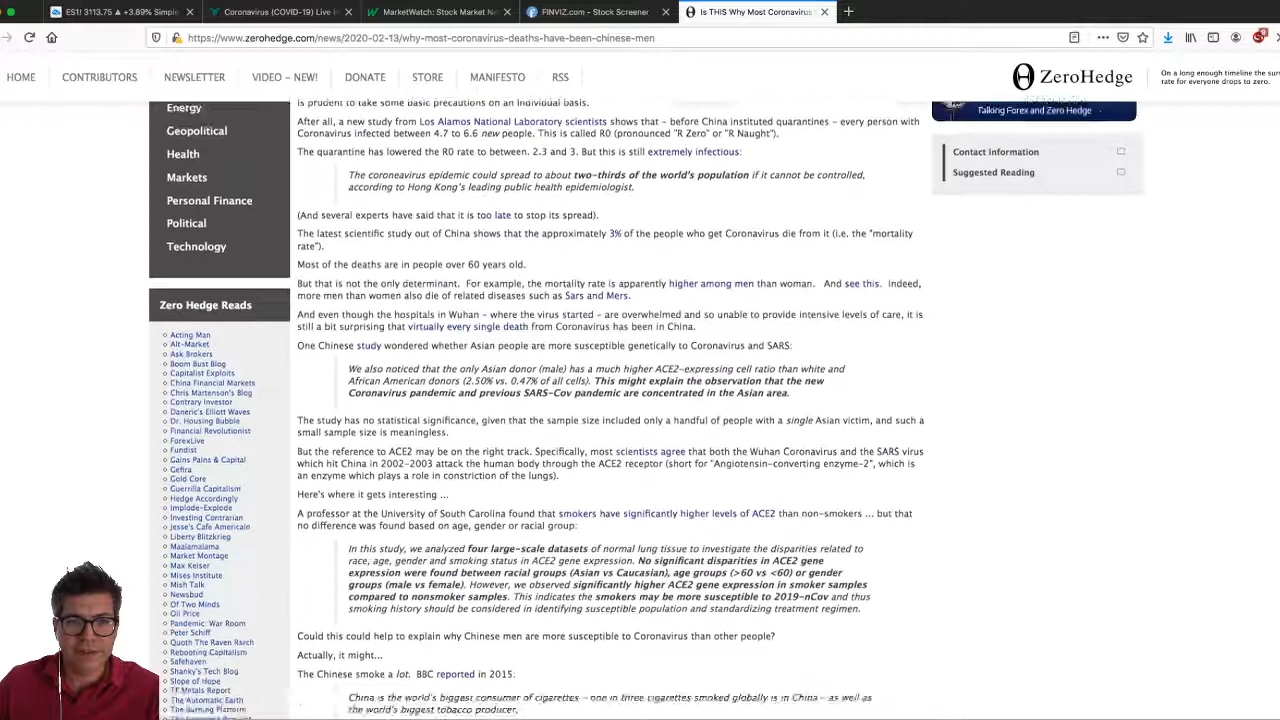 ES1! 3113.75 ▲ +3.89% Simple
Coronavirus (COVID-19) Live U
MarketWatch: Stock Market Ne
FINVIZ.com - Stock Screener
Is THIS Why Most Coronavirus
https://www.zerohedge.com/news/2020-02-13/why-most-coronavirus-deaths-have-been-chinese-men
HOME
CONTRIBUTORS
NEWSLETTER
VIDEO – NEW!
DONATE
STORE
MANIFESTO
RSS
ZeroHedge
On a long enough timeline the sur
rate for everyone drops to zero.
Energy
Geopolitical
Health
Markets
Personal Finance
Political
Technology
Zero Hedge Reads
Acting Man
Alt-Market
Ask Brokers
Boom Bust Blog
Capitalist Exploits
China Financial Markets
Chris Martenson's Blog
Contrary Investor
Daneric's Elliott Waves
Dr. Housing Bubble
Financial Revolutionist
ForexLive
Fundist
Gains Pains & Capital
Gefira
Gold Core
Guerrilla Capitalism
Hedge Accordingly
Implode-Explode
Investing Contrarian
Jesse's Cafe Americain
Liberty Blitzkrieg
Maalamalama
Market Montage
Max Keiser
Mises Institute
Mish Talk
Newsbud
Of Two Minds
Oil Price
Pandemic: War Room
Peter Schiff
Quoth The Raven Rsrch
Rebooting Capitalism
Safehaven
Shanky's Tech Blog
Slope of Hope
TF Metals Report
The Automatic Earth
The Burning Platform
is prudent to take some basic precautions on an individual basis.
After all, a new study from Los Alamos National Laboratory scientists shows that – before China instituted quarantines – every person with
Coronavirus infected between 4.7 to 6.6 new people. This is called R0 (pronounced "R Zero" or "R Naught").
The quarantine has lowered the R0 rate to between. 2.3 and 3. But this is still extremely infectious:
The coroneavirus epidemic could spread to about two-thirds of the world's population if it cannot be controlled,
according to Hong Kong's leading public health epidemiologist.
(And several experts have said that it is too late to stop its spread).
The latest scientific study out of China shows that the approximately 3% of the people who get Coronavirus die from it (i.e. the "mortality
rate").
Most of the deaths are in people over 60 years old.
But that is not the only determinant. For example, the mortality rate is apparently higher among men than woman. And see this. Indeed,
more men than women also die of related diseases such as Sars and Mers.
And even though the hospitals in Wuhan – where the virus started – are overwhelmed and so unable to provide intensive levels of care, it is
still a bit surprising that virtually every single death from Coronavirus has been in China.
One Chinese study wondered whether Asian people are more susceptible genetically to Coronavirus and SARS:
We also noticed that the only Asian donor (male) has a much higher ACE2-expressing cell ratio than white and
African American donors (2.50% vs. 0.47% of all cells). This might explain the observation that the new
Coronavirus pandemic and previous SARS-Cov pandemic are concentrated in the Asian area.
The study has no statistical significance, given that the sample size included only a handful of people with a single Asian victim, and such a
small sample size is meaningless.
But the reference to ACE2 may be on the right track. Specifically, most scientists agree that both the Wuhan Coronavirus and the SARS virus
which hit China in 2002-2003 attack the human body through the ACE2 receptor (short for "Angiotensin-converting enzyme-2", which is
an enzyme which plays a role in constriction of the lungs).
Here's where it gets interesting ...
A professor at the University of South Carolina found that smokers have significantly higher levels of ACE2 than non-smokers ... but that
no difference was found based on age, gender or racial group:
In this study, we analyzed four large-scale datasets of normal lung tissue to investigate the disparities related to
race, age, gender and smoking status in ACE2 gene expression. No significant disparities in ACE2 gene
expression were found between racial groups (Asian vs Caucasian), age groups (>60 vs <60) or gender
groups (male vs female). However, we observed significantly higher ACE2 gene expression in smoker samples
compared to nonsmoker samples. This indicates the smokers may be more susceptible to 2019-nCov and thus
smoking history should be considered in identifying susceptible population and standardizing treatment regimen.
Could this could help to explain why Chinese men are more susceptible to Coronavirus than other people?
Actually, it might...
The Chinese smoke a lot. BBC reported in 2015:
China is the world's biggest consumer of cigarettes – one in three cigarettes smoked globally is in China – as well as
the world's biggest tobacco producer.
Talking Forex and Zero Hedge
Contact Information
Suggested Reading